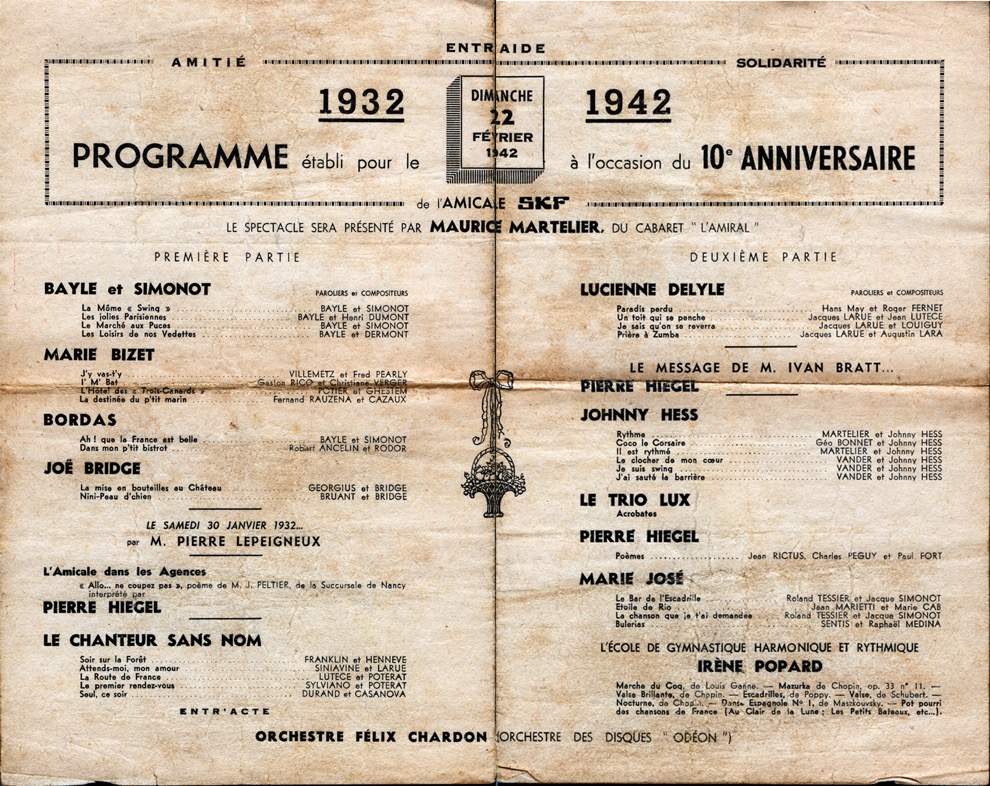 ENTRAIDE
AMITIÉ
SOLIDARITÉ
1932
DIMANCHE
22
FÉVRIER
1942
1942
PROGRAMME établi pour le
à l'occasion du 10e ANNIVERSAIRE
de l'AMICALE SKF
LE SPECTACLE SERA PRÉSENTÉ PAR MAURICE MARTELIER, DU CABARET " L'AMIRAL "
PREMIÈRE PARTIE
BAYLE et SIMONOT PAROLIERS et COMPOSITEURS
La Môme « Swing » BAYLE et SIMONOT
Les jolies Parisiennes BAYLE et Henri DUMONT
Le Marché aux Puces BAYLE et SIMONOT
Les Loisirs de nos Vedettes BAYLE et DERMONT
MARIE BIZET
J'y vas-t'y VILLEMETZ et Fred PEARLY
I' M' Bat Gaston RICO et Christiane VERGER
L'Hôtel des « Trois-Canards » POTIER et GHESTEM
La destinée du p'tit marin Fernand RAUZENA et CAZAUX
BORDAS
Ah ! que la France est belle BAYLE et SIMONOT
Dans mon p'tit bistrot Robert ANCELIN et RODOR
JOÉ BRIDGE
La mise en bouteilles au Château GEORGIUS et BRIDGE
Nini-Peau d'chien BRUANT et BRIDGE
LE SAMEDI 30 JANVIER 1932...
par M. PIERRE LEPEIGNEUX
L'Amicale dans les Agences
« Allo... ne coupez pas », poème de M. J. PELTIER, de la Succursale de Nancy
interprété par
PIERRE HIEGEL
LE CHANTEUR SANS NOM
Soir sur la Forêt FRANKLIN et HENNEVE
Attends-moi, mon amour SINIAVINE et LARUE
La Route de France LUTECE et POTERAT
Le premier rendez-vous SYLVIANO et POTERAT
Seul, ce soir DURAND et CASANOVA
ENTR'ACTE
DEUXIÈME PARTIE
LUCIENNE DELYLE PAROLIERS et COMPOSITEURS
Paradis perdu Hans May et Roger FERNET
Un toit qui se penche Jacques LARUE et Jean LUTECE
Je sais qu'on se reverra Jacques LARUE et LOUIGUY
Prière à Zumba Jacques LARUE et Augustin LARA
LE MESSAGE DE M. IVAN BRATT...
PIERRE HIEGEL
JOHNNY HESS
Rythme MARTELIER et Johnny HESS
Coco le Corsaire Géo BONNET et Johnny HESS
Il est rythmé MARTELIER et Johnny HESS
Le clocher de mon cœur VANDER et Johnny HESS
Je suis swing VANDER et Johnny HESS
J'ai sauté la barrière VANDER et Johnny HESS
LE TRIO LUX
Acrobates
PIERRE HIEGEL
Poèmes Jean RICTUS, Charles PEGUY et Paul FORT
MARIE JOSÉ
Le Bar de l'Escadrille Roland TESSIER et Jacque SIMONOT
Etoile de Rio Jean MARIETTI et Marie CAB
La chanson que je t'ai demandée Roland TESSIER et Jacque SIMONOT
Bulerias SENTIS et Raphaël MEDINA
L'ÉCOLE DE GYMNASTIQUE HARMONIQUE ET RYTHMIQUE
IRÈNE POPARD
Marche du Coq, de Louis Ganne. — Mazurka de Chopin, op. 33 n° 11. —
Valse Brillante, de Chopin. — Escadrilles, de Poppy. — Valse, de Schubert. —
Nocturne, de Chopin. — Danse Espagnole N° 1, de Maszkouvsky. — Pot pourri
des chansons de France (Au Clair de la Lune ; Les Petits Bateaux, etc...).
ORCHESTRE FÉLIX CHARDON (ORCHESTRE DES DISQUES " ODÉON ")